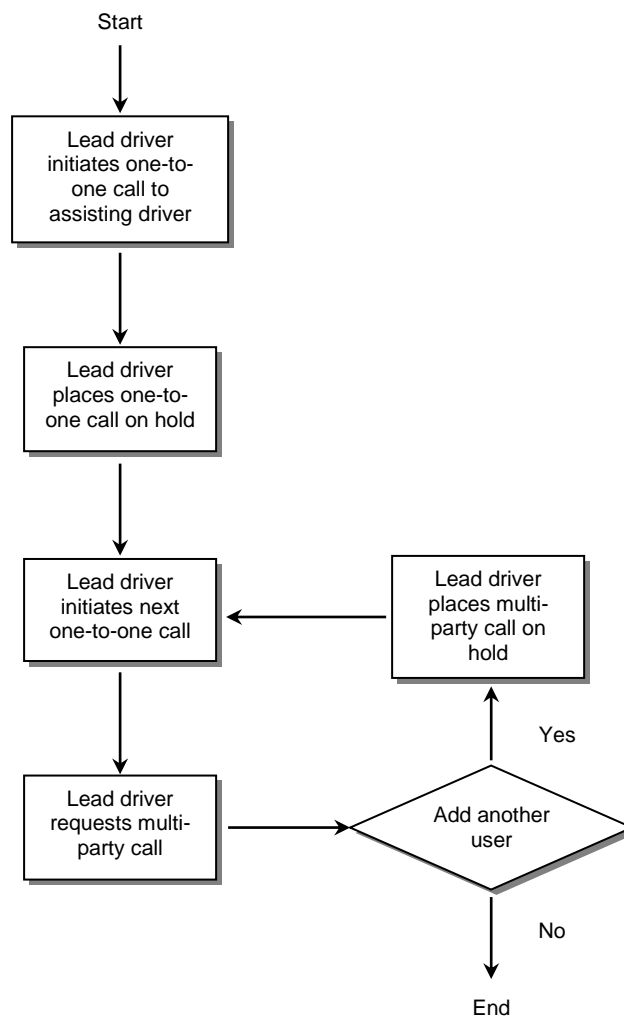 Start
Lead driver
initiates one-to-
one call to
assisting driver
Lead driver
places one-to-
one call on hold
Lead driver
initiates next
one-to-one call
Lead driver
places multi-
party call on
hold
Yes
Lead driver
requests multi-
party call
Add another
user
No
End